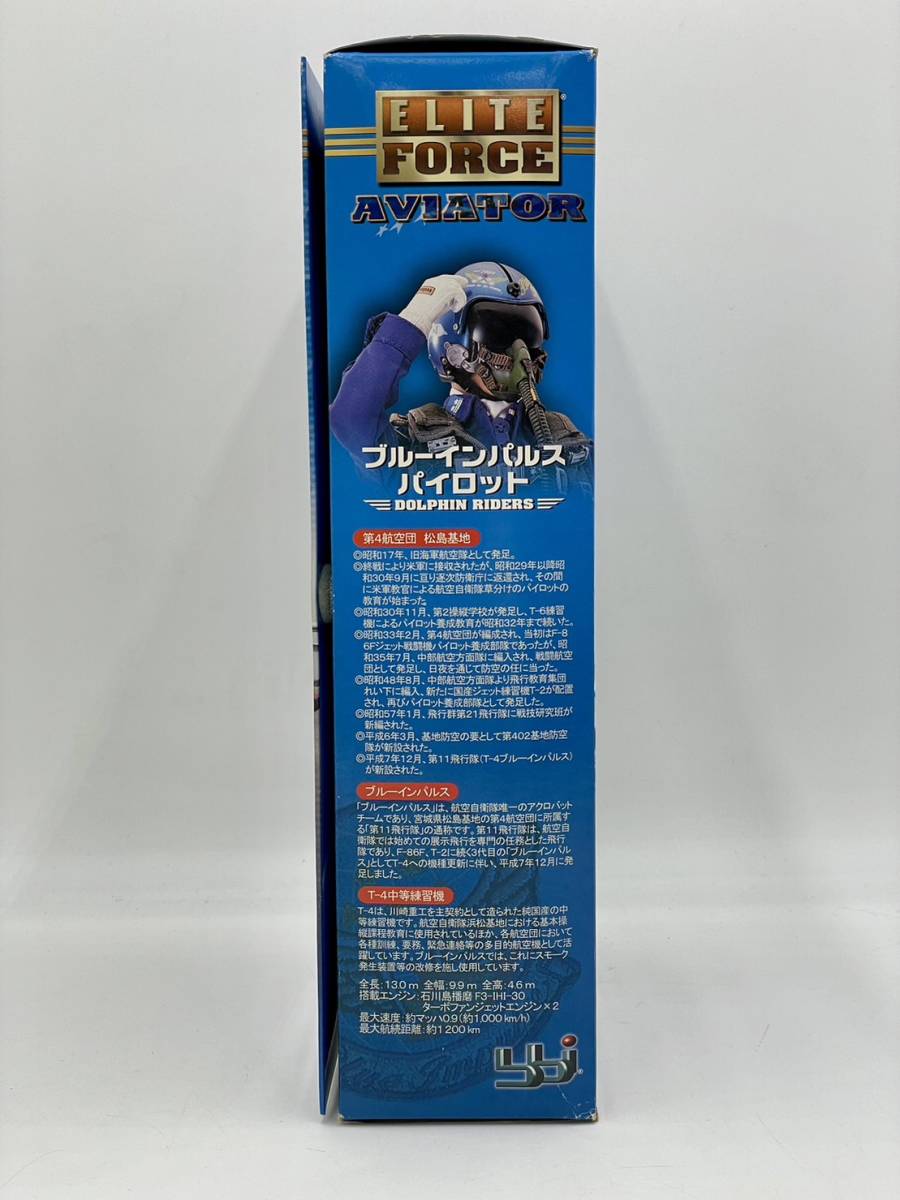 ELITE
FORCE
AVIATOR
ブルーインパルス
パイロット
DOLPHIN RIDERS
第4航空団 松島基地
◎昭和17年、旧海軍航空隊として発足。
◎終戦により米軍に接収されたが、昭和29年以降昭
和30年9月に亘り逐次防衛庁に返還され、その間
に米軍教官による航空自衛隊草分けのパイロットの
教育が始まった。
◎昭和30年11月、第2操縦学校が発足し、T-6練習
機によるパイロット養成教育が昭和32年まで続いた。
◎昭和33年2月、第4航空団が編成され、当初はF-8
6Fジェット戦闘機パイロット養成部隊であったが、昭
和35年7月、中部航空方面隊に編入され、戦闘航空
団として発足し、日夜を通じて防空の任に当った。
◎昭和48年8月、中部航空方面隊より飛行教育集団
れい下に編入、新たに国産ジェット練習機T-2が配置
され、再びパイロット養成部隊として発足した。
◎昭和57年1月、飛行群第21飛行隊に戦技研究班が
新編された。
◎平成6年3月、基地防空の要として第402基地防空
隊が新設された。
◎平成7年12月、第11飛行隊(T-4ブルーインパルス)
が新設された。
ブルーインパルス
「ブルーインパルス」は、航空自衛隊唯一のアクロバット
チームであり、宮城県松島基地の第4航空団に所属す
る「第11飛行隊」の通称です。第11飛行隊は、航空自
衛隊では始めての展示飛行を専門の任務とした飛行
隊であり、F-86F、T-2に続く3代目の「ブルーインパル
ス」としてT-4への機種更新に伴い、平成7年12月に発
足しました。
T-4中等練習機
T-4は、川崎重工を主契約として造られた純国産の中
等練習機です。航空自衛隊浜松基地における基本操
縦課程教育に使用されているほか、各航空団において
各種訓練、要務、緊急連絡等の多目的航空機として活
躍しています。ブルーインパルスでは、これにスモーク
発生装置等の改修を施し使用しています。
全長:13.0m 全幅:9.9m 全高:4.6m
搭載エンジン:石川島播磨 F3-IHI-30
ターボファンジェットエンジン×2
最大速度:約マッハ0.9(約1,000km/h)
最大航続距離:約1200km
bbi